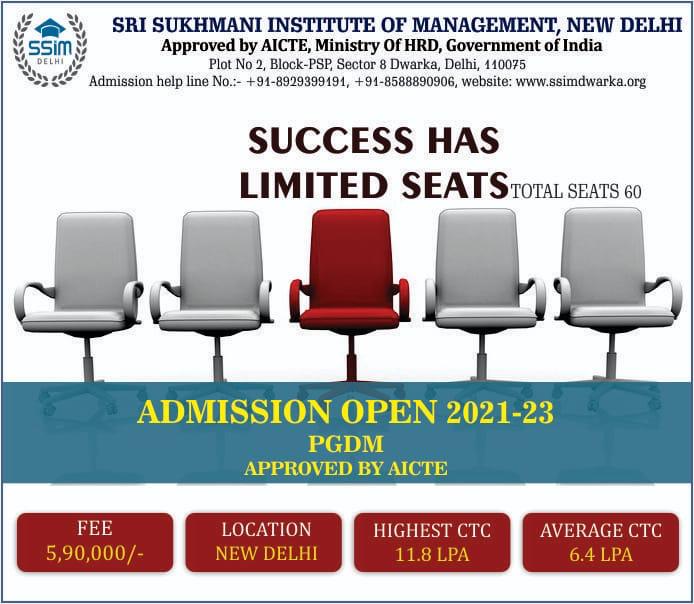 SSIM
DELHI
SRI SUKHMANI INSTITUTE OF MANAGEMENT, NEW DELHI
Approved by AICTE, Ministry Of HRD, Government of India
Plot No 2, Block-PSP, Sector 8 Dwarka, Delhi, 110075
Admission help line No.:- +91-8929399191, +91-8588890906, website: www.ssimdwarka.org
SUCCESS HAS
LIMITED SEATS TOTAL SEATS 60
ADMISSION OPEN 2021-23
PGDM
APPROVED BY AICTE
FEE
5,90,000/-
LOCATION
NEW DELHI
HIGHEST CTC
11.8 LPA
AVERAGE CTC
6.4 LPA